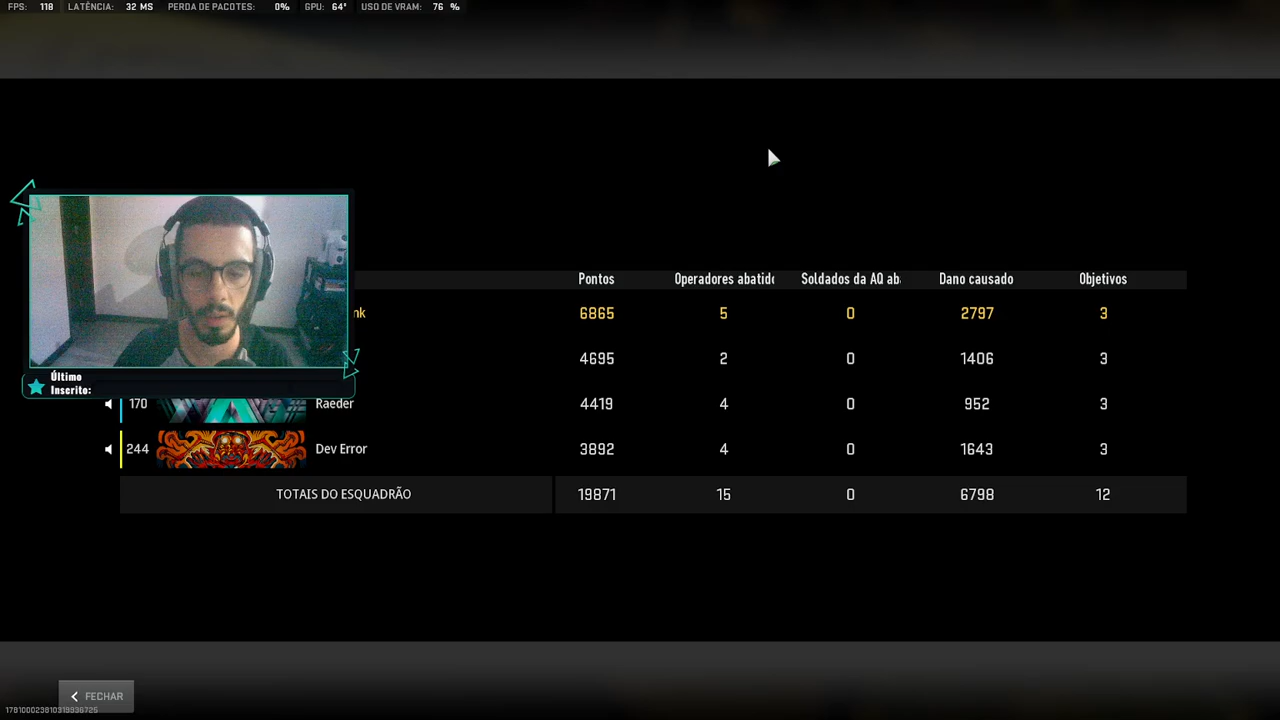 FPS: 118 LATÊNCIA: 32 MS PERDA DE PACOTES: 0% GPU: 64° USO DE VRAM: 76 %
Pontos Operadores abatido Soldados da AQ ab Dano causado Objetivos
nk 6865 5 0 2797 3
4695 2 0 1406 3
Último
Inscrito:
170 Raeder 4419 4 0 952 3
244 Dev Error 3892 4 0 1643 3
TOTAIS DO ESQUADRÃO 19871 15 0 6798 12
FECHAR